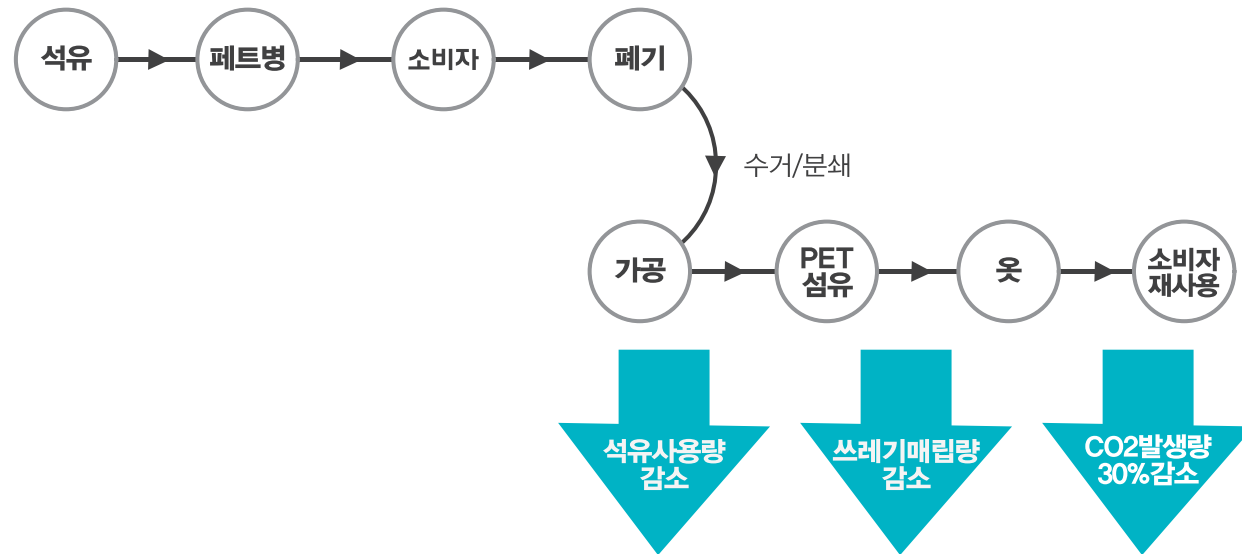 석유
페트병
소비자
폐기
수거/분쇄
가공
PET
섬유
옷
소비자
재사용
석유사용량
감소
쓰레기매립량
감소
CO2발생량
30%감소